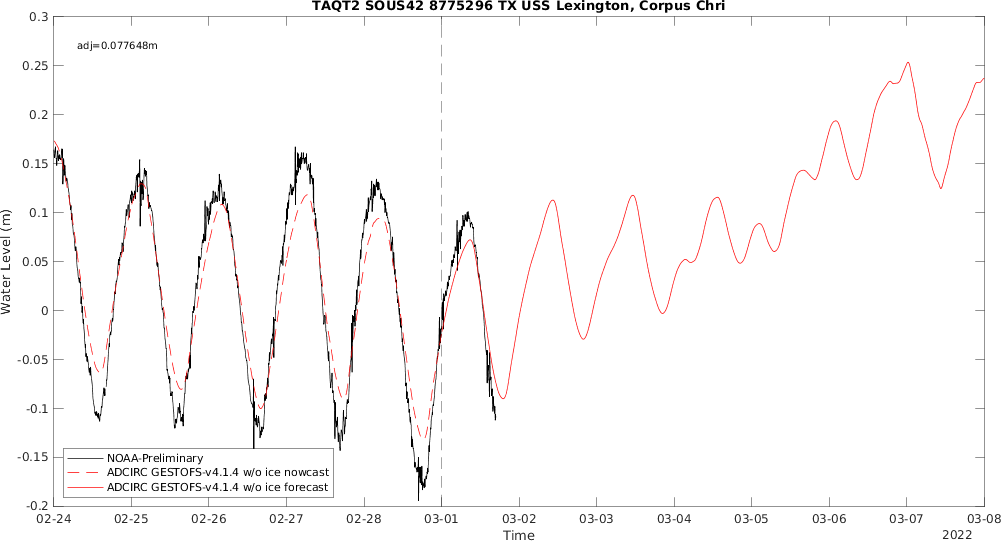 TAQT2 SOUS42 8775296 TX USS Lexington, Corpus Chri
0.3
adj=0.077648m
0.25
0.2
0.15
0.1
0.05
0
-0.05
-0.1
-0.15
-0.2
Water Level (m)
NOAA-Preliminary
ADCIRC GESTOFS-v4.1.4 w/o ice nowcast
ADCIRC GESTOFS-v4.1.4 w/o ice forecast
02-24 02-25 02-26 02-27 02-28 03-01 03-02 03-03 03-04 03-05 03-06 03-07 03-08
Time
2022